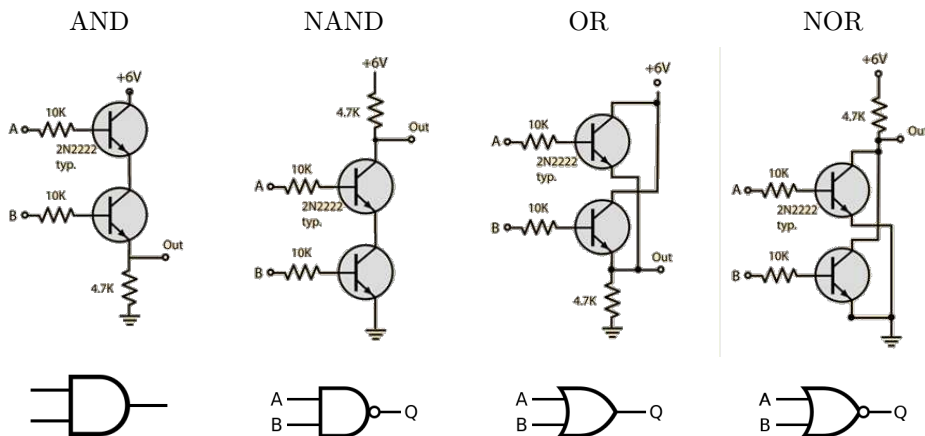 AND
NAND
OR
NOR
+6V
10K
A
2N2222
typ.
10K
B
Out
4.7K
+6V
4.7K
Out
10K
A
2N2222
typ.
10K
B
+6V
10K
A
2N2222
typ.
10K
B
Out
4.7K
+6V
4.7K
Out
10K
A
2N2222
typ.
10K
B
A
B
Q
A
B
Q
A
B
Q